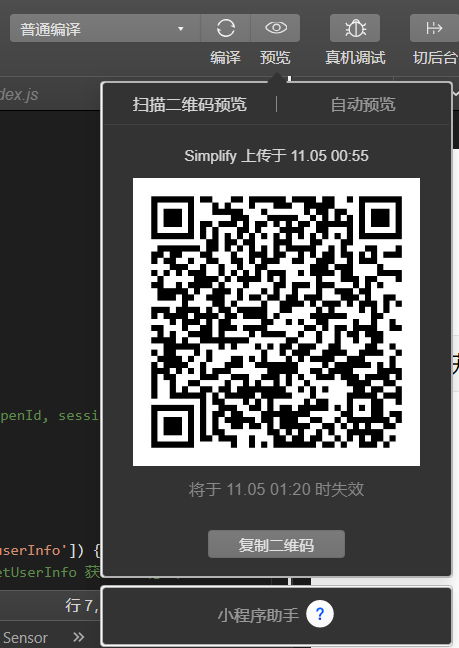 普通编译
编译 预览 真机调试 切后台
dex.js
扫描二维码预览 自动预览
Simplify 上传于 11.05 00:55
penId, sessi
将于 11.05 01:20 时失效
复制二维码
userInfo']) {
etUserInfo 获
行 7,
小程序助手 ?
Sensor